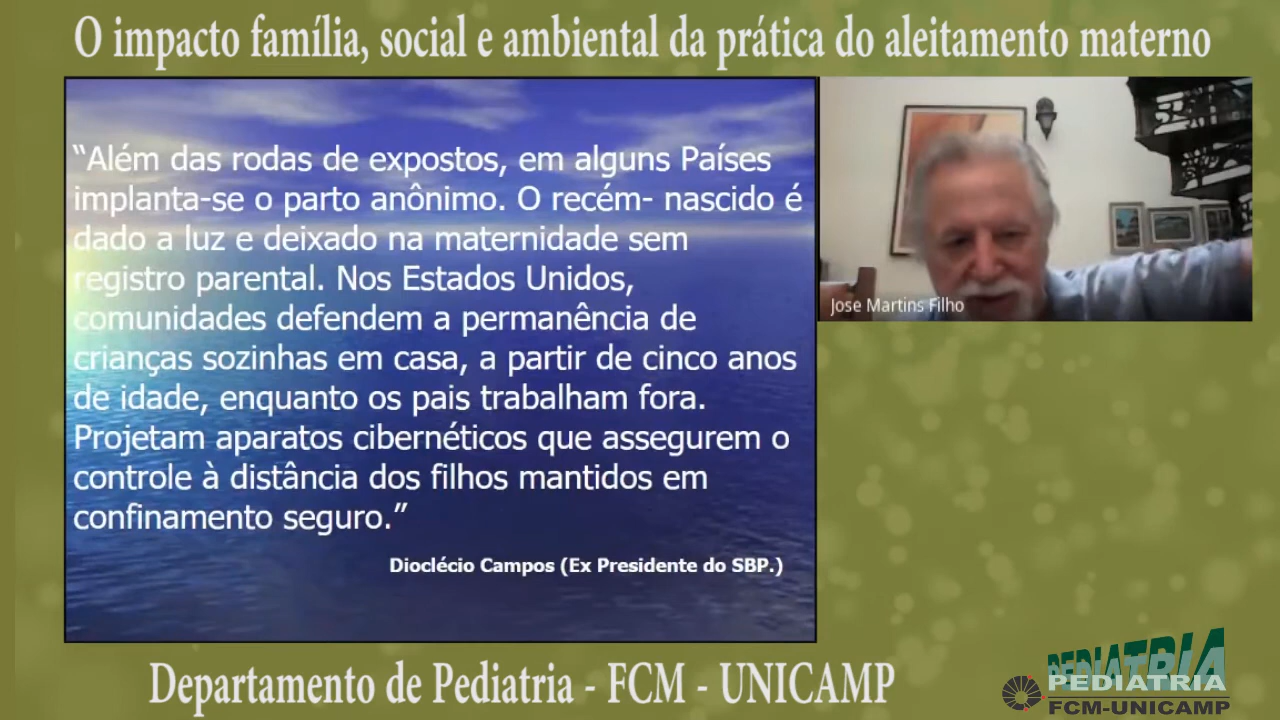 O impacto família, social e ambiental da prática do aleitamento materno
“Além das rodas de expostos, em alguns Países
implanta-se o parto anônimo. O recém- nascido é
dado a luz e deixado na maternidade sem
registro parental. Nos Estados Unidos,
comunidades defendem a permanência de
crianças sozinhas em casa, a partir de cinco anos
de idade, enquanto os pais trabalham fora.
Projetam aparatos cibernéticos que assegurem o
controle à distância dos filhos mantidos em
confinamento seguro.”
Dioclécio Campos (Ex Presidente do SBP.)
Jose Martins Filho
Departamento de Pediatria - FCM - UNICAMP
PEDIATRIA
PEDIATRIA
FCM-UNICAMP